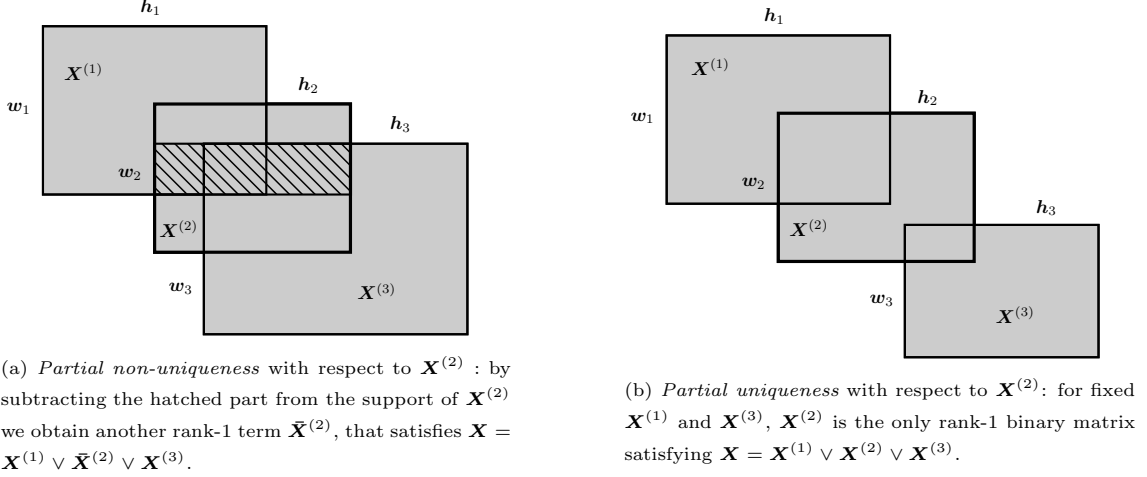 h₁
X⁽¹⁾
h₂
w₁
h₃
w₂
X⁽²⁾
w₃
X⁽³⁾
(a) Partial non-uniqueness with respect to X⁽²⁾ : by
subtracting the hatched part from the support of X⁽²⁾
we obtain another rank-1 term X̄⁽²⁾, that satisfies X =
X⁽¹⁾ ∨ X̄⁽²⁾ ∨ X⁽³⁾.
h₁
X⁽¹⁾
h₂
w₁
w₂
h₃
X⁽²⁾
w₃
X⁽³⁾
(b) Partial uniqueness with respect to X⁽²⁾: for fixed
X⁽¹⁾ and X⁽³⁾, X⁽²⁾ is the only rank-1 binary matrix
satisfying X = X⁽¹⁾ ∨ X⁽²⁾ ∨ X⁽³⁾.